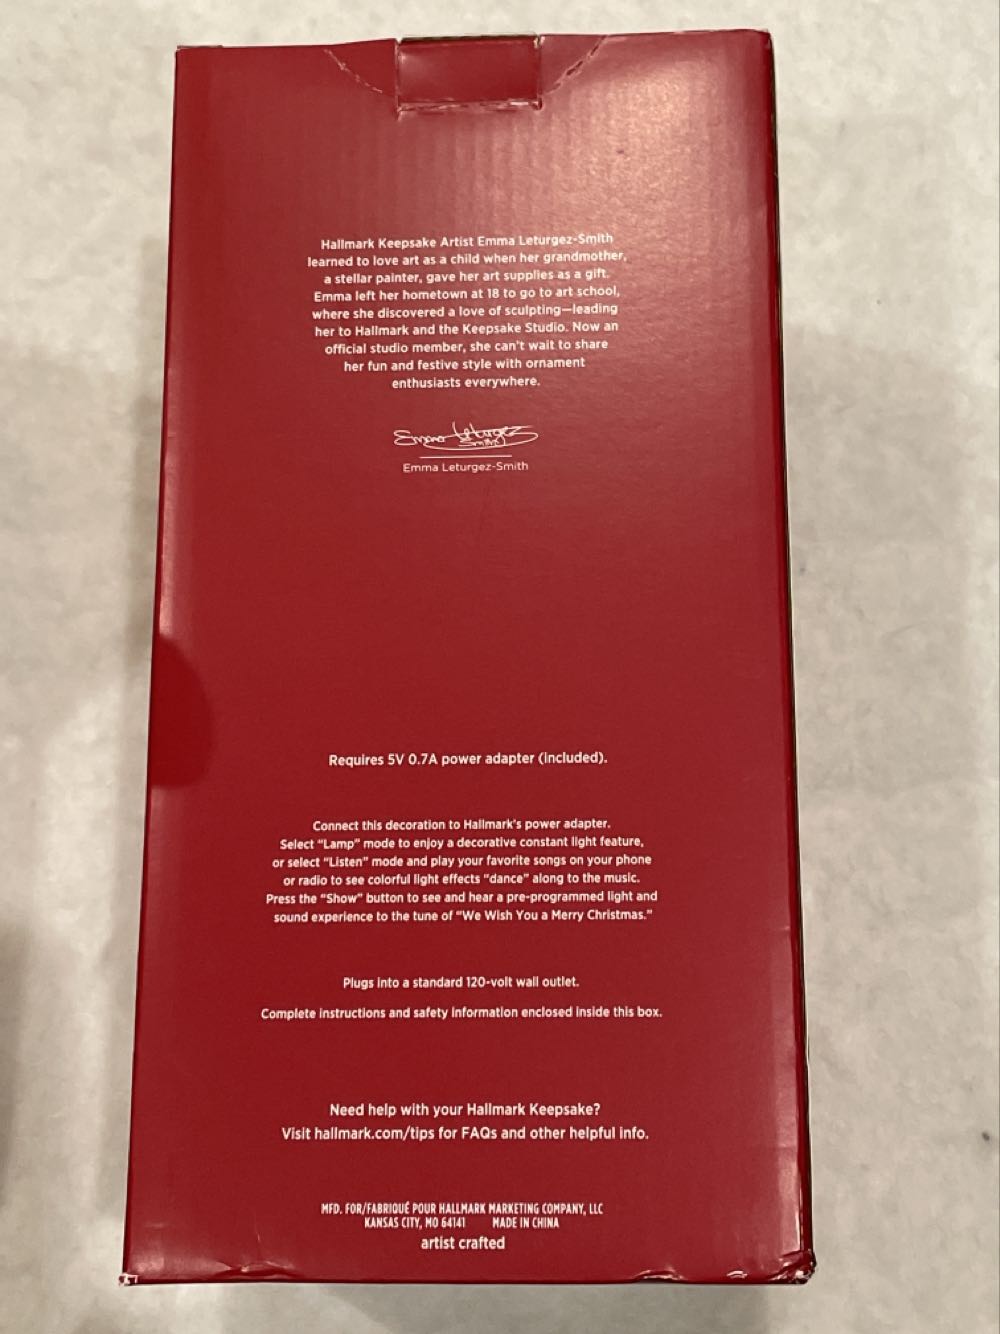 Hallmark Keepsake Artist Emma Leturgez-Smith
learned to love art as a child when her grandmother,
a stellar painter, gave her art supplies as a gift.
Emma left her hometown at 18 to go to art school,
where she discovered a love of sculpting—leading
her to Hallmark and the Keepsake Studio. Now an
official studio member, she can't wait to share
her fun and festive style with ornament
enthusiasts everywhere.
Emma Leturgez
Smith
Emma Leturgez-Smith
Requires 5V 0.7A power adapter (included).
Connect this decoration to Hallmark's power adapter.
Select "Lamp" mode to enjoy a decorative constant light feature,
or select "Listen" mode and play your favorite songs on your phone
or radio to see colorful light effects "dance" along to the music.
Press the "Show" button to see and hear a pre-programmed light and
sound experience to the tune of "We Wish You a Merry Christmas."
Plugs into a standard 120-volt wall outlet.
Complete instructions and safety information enclosed inside this box.
Need help with your Hallmark Keepsake?
Visit hallmark.com/tips for FAQs and other helpful info.
MFD. FOR/FABRIQUÉ POUR HALLMARK MARKETING COMPANY, LLC
KANSAS CITY, MO 64141 MADE IN CHINA
artist crafted